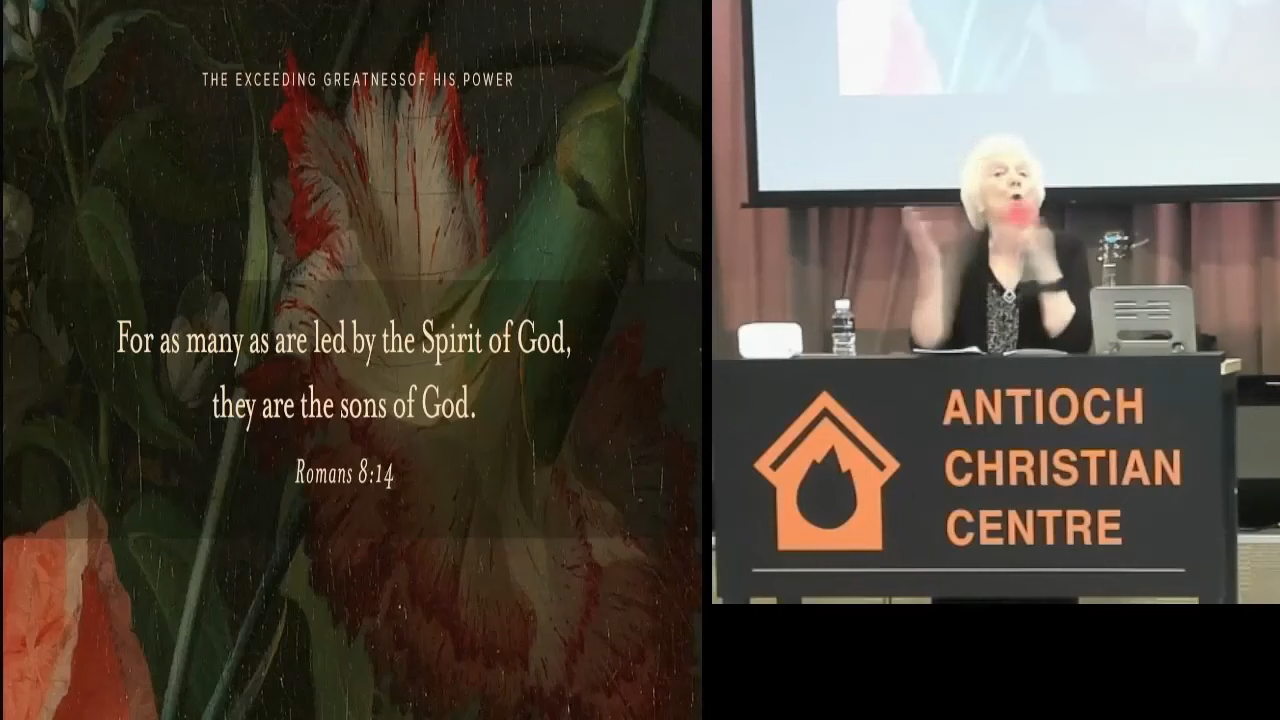 THE EXCEEDING GREATNESSOF HIS POWER
For as many as are led by the Spirit of God,
they are the sons of God.
Romans 8:14
ANTIOCH
CHRISTIAN
CENTRE